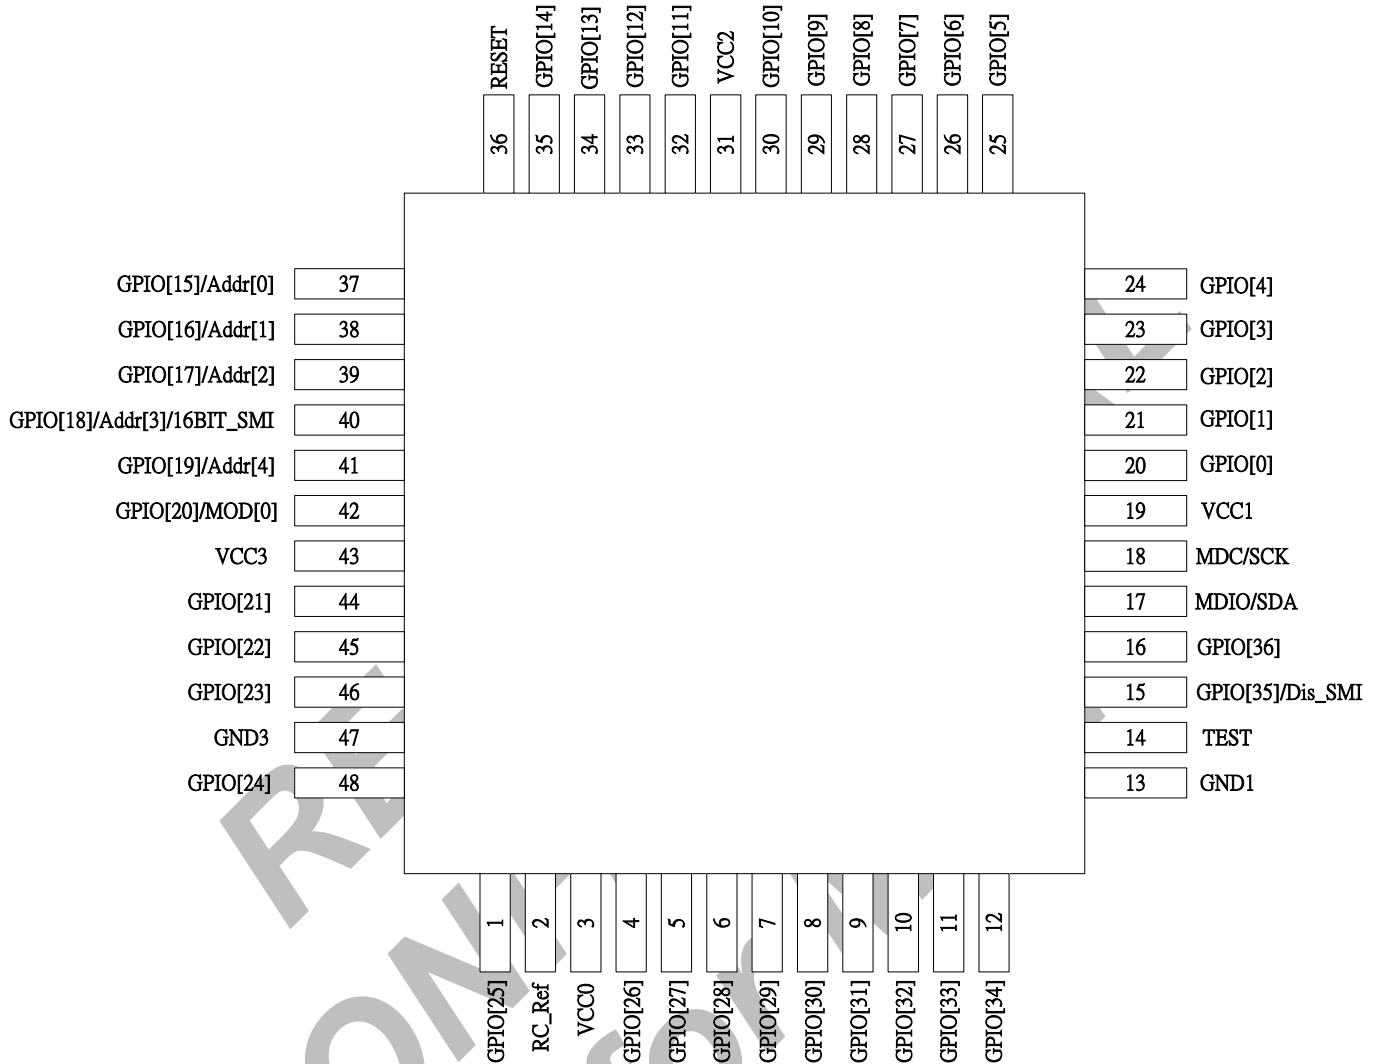 RESET
GPIO[14]
GPIO[13]
GPIO[12]
GPIO[11]
VCC2
GPIO[10]
GPIO[9]
GPIO[8]
GPIO[7]
GPIO[6]
GPIO[5]
36
35
34
33
32
31
30
29
28
27
26
25
GPIO[15]/Addr[0] 37
GPIO[16]/Addr[1] 38
GPIO[17]/Addr[2] 39
GPIO[18]/Addr[3]/16BIT_SMI 40
GPIO[19]/Addr[4] 41
GPIO[20]/MOD[0] 42
VCC3 43
GPIO[21] 44
GPIO[22] 45
GPIO[23] 46
GND3 47
GPIO[24] 48
24 GPIO[4]
23 GPIO[3]
22 GPIO[2]
21 GPIO[1]
20 GPIO[0]
19 VCC1
18 MDC/SCK
17 MDIO/SDA
16 GPIO[36]
15 GPIO[35]/Dis_SMI
14 TEST
13 GND1
1
2
3
4
5
6
7
8
9
10
11
12
GPIO[25]
RC_Ref
VCC0
GPIO[26]
GPIO[27]
GPIO[28]
GPIO[29]
GPIO[30]
GPIO[31]
GPIO[32]
GPIO[33]
GPIO[34]
for